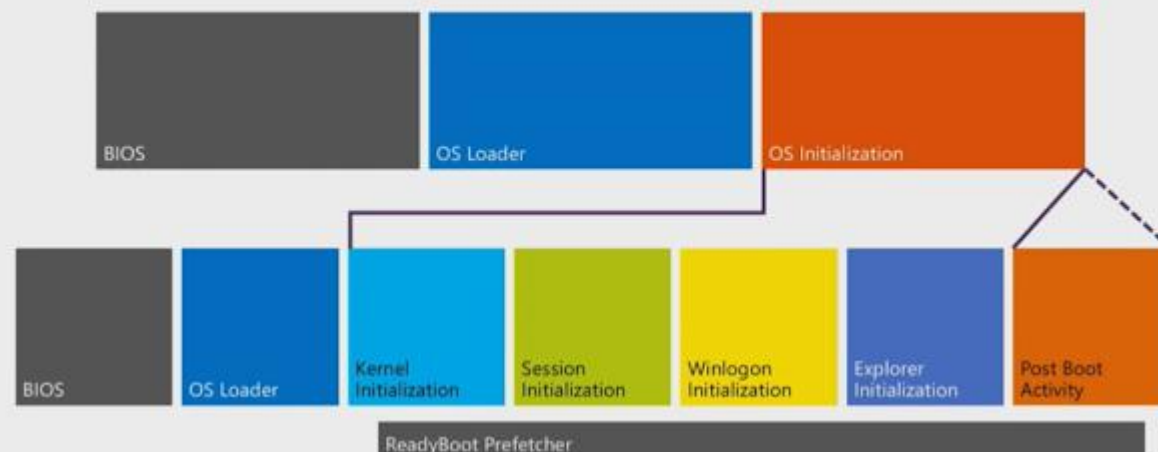 BIOS
OS Loader
OS Initialization
BIOS
OS Loader
Kernel
Initialization
Session
Initialization
Winlogon
Initialization
Explorer
Initialization
Post Boot
Activity
ReadyBoot Prefetcher